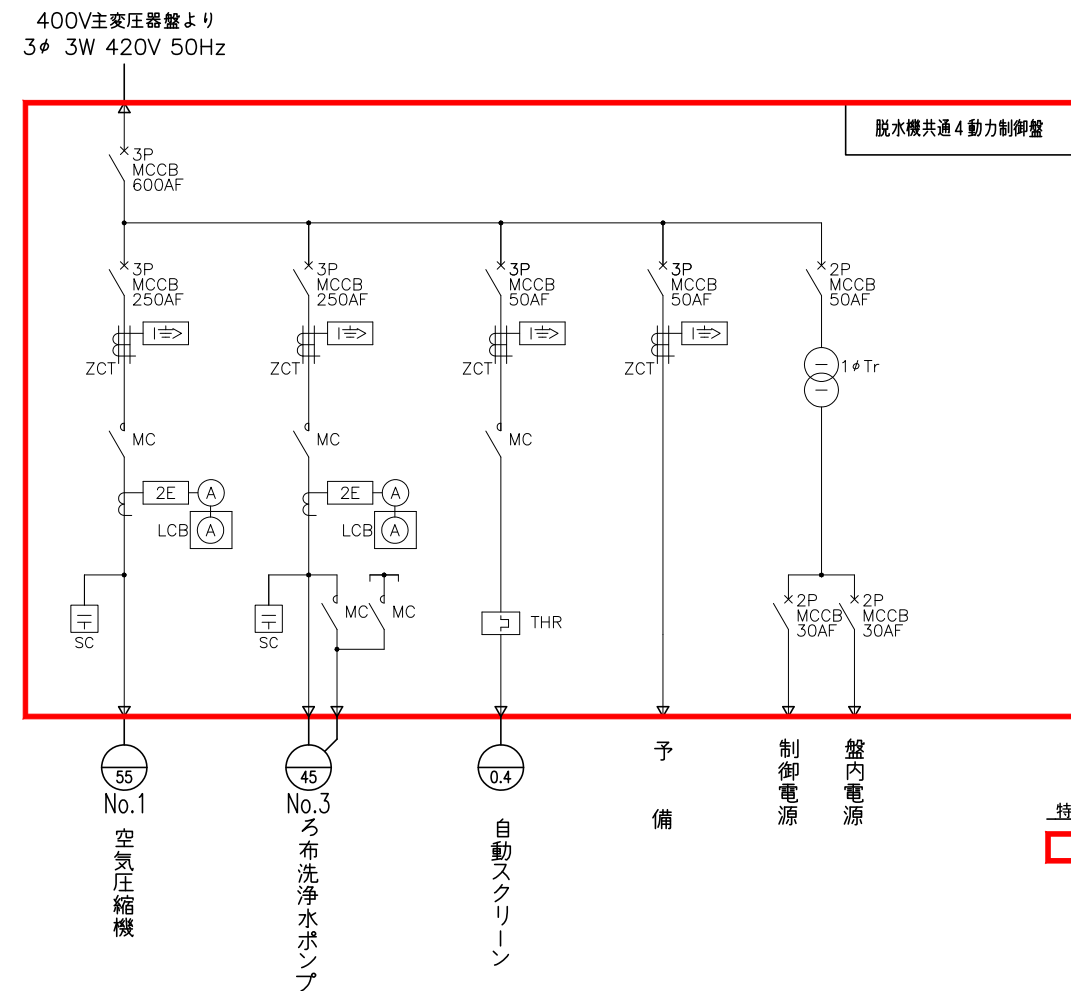 400V主変圧器盤より
3φ 3W 420V 50Hz
脱水機共通4動力制御盤
3P
MCCB
600AF
3P
MCCB
250AF
3P
MCCB
250AF
3P
MCCB
50AF
3P
MCCB
50AF
2P
MCCB
50AF
ZCT
ZCT
ZCT
ZCT
1φTr
MC
MC
MC
2E
A
LCB
A
2E
A
LCB
A
SC
SC
MC
MC
THR
2P
MCCB
30AF
2P
MCCB
30AF
55
No.1
空気圧縮機
45
No.3
ろ布洗浄水ポンプ
0.4
自動スクリーン
予備
制御電源
盤内電源
特